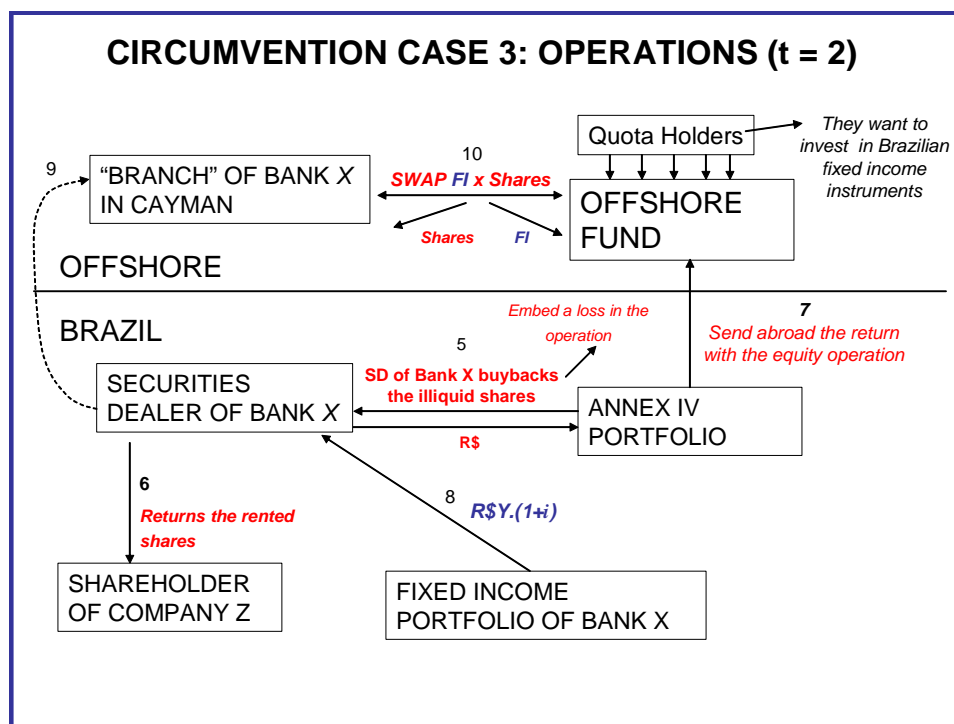 CIRCUMVENTION CASE 3: OPERATIONS (t = 2)
Quota Holders
They want to
invest in Brazilian
fixed income
instruments
9
"BRANCH" OF BANK X
IN CAYMAN
10
SWAP FI x Shares
Shares
FI
OFFSHORE
FUND
OFFSHORE
BRAZIL
Embed a loss in the
operation
7
Send abroad the return
with the equity operation
5
SD of Bank X buybacks
the illiquid shares
R$
SECURITIES
DEALER OF BANK X
ANNEX IV
PORTFOLIO
6
Returns the rented
shares
8
R$Y.(1+i)
SHAREHOLDER
OF COMPANY Z
FIXED INCOME
PORTFOLIO OF BANK X